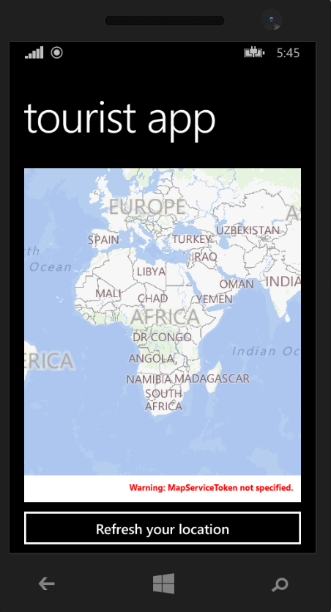 5:45
tourist app
EUROPE
UZBEKISTAN
SPAIN
TURKEY
IRAQ
LIBYA
OMAN
INDIA
MALI
CHAD
YEMEN
AFRICA
DR CONGO
Indian Oc
ERICA
ANGOLA
NAMIBIA
MADAGASCAR
SOUTH
AFRICA
th
Ocean
A
Warning: MapServiceToken not specified.
Refresh your location